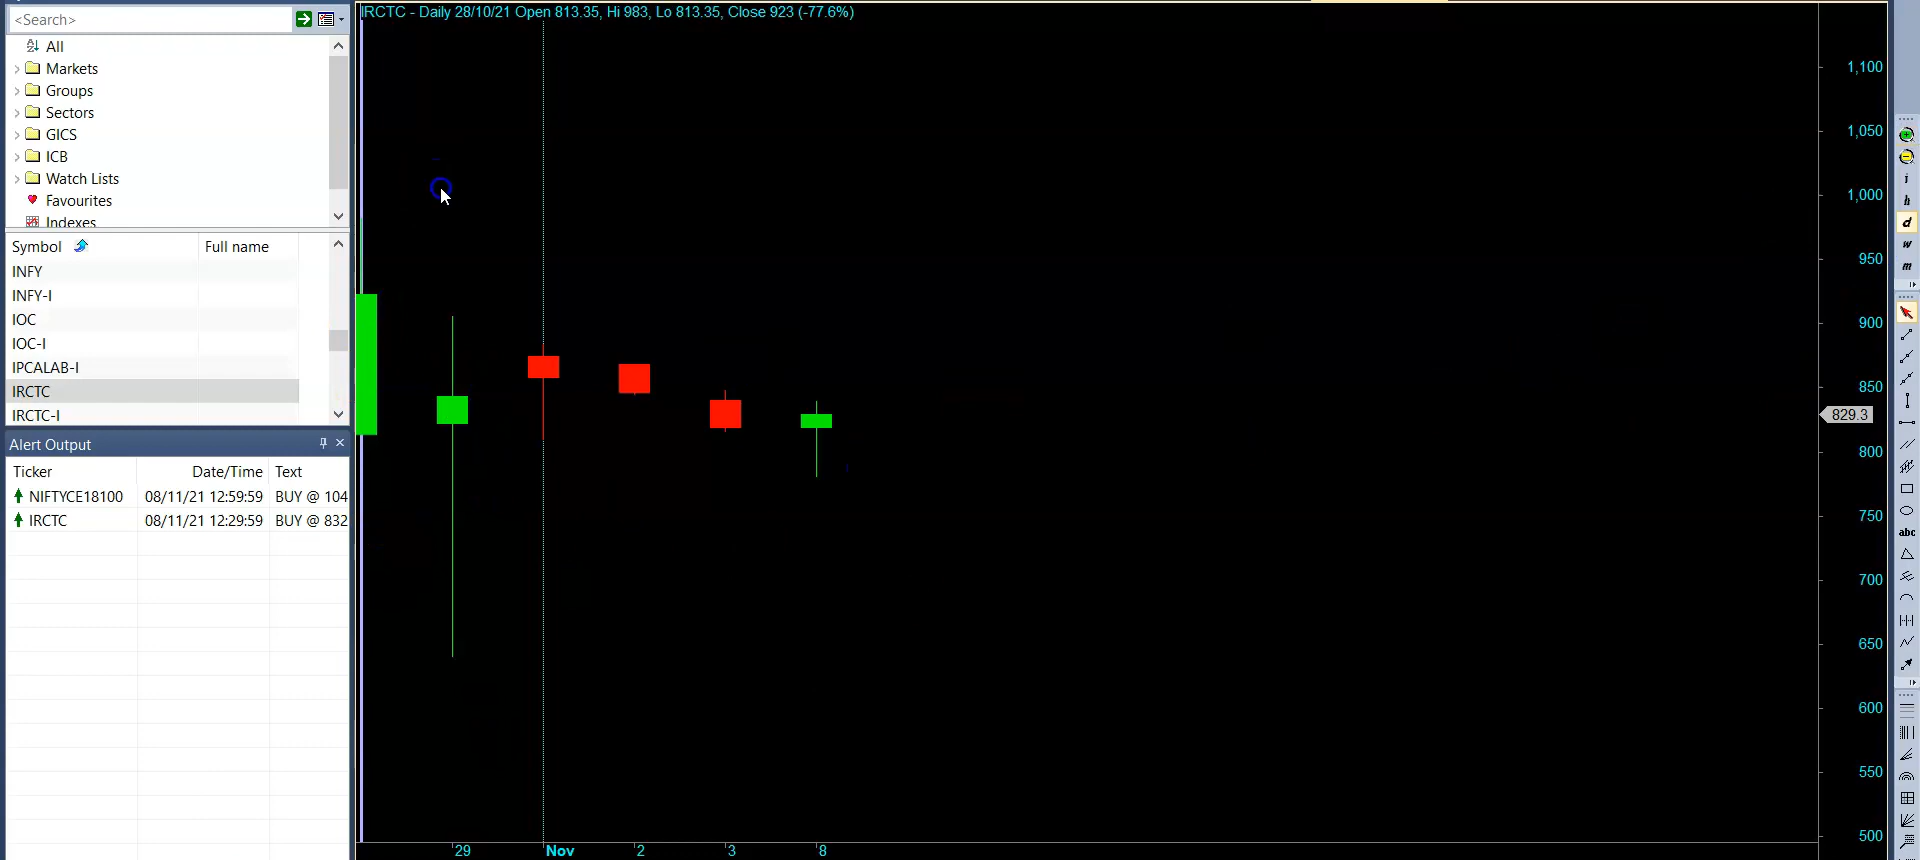 <Search>
All
Markets
Groups
Sectors
GICS
ICB
Watch Lists
Favourites
Indexes
Symbol Full name
INFY
INFY-I
IOC
IOC-I
IPCALAB-I
IRCTC
IRCTC-I
Alert Output
Ticker Date/Time Text
NIFTYCE18100 08/11/21 12:59:59 BUY @ 104
IRCTC 08/11/21 12:29:59 BUY @ 832
IRCTC - Daily 28/10/21 Open 813.35, Hi 983, Lo 813.35, Close 923 (-77.6%)
1,100
1,050
1,000
950
900
850
829.3
800
750
700
650
600
550
500
29 Nov 2 3 8
i
h
d
w
m
abc